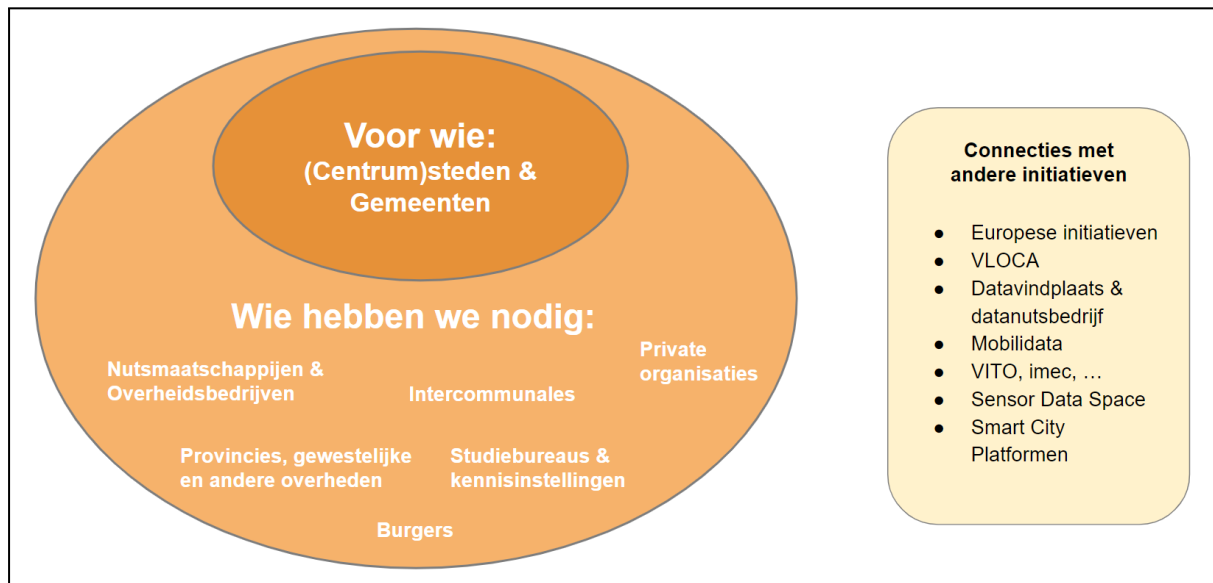 Voor wie:
(Centrum)steden &
Gemeenten
Wie hebben we nodig:
Nutsmaatschappijen &
Overheidsbedrijven
Intercommunales
Private
organisaties
Provincies, gewestelijke
en andere overheden
Studiebureaus &
kennisinstellingen
Burgers
Connecties met
andere initiatieven
● Europese initiatieven
● VLOCA
● Datavindplaats &
datanutsbedrijf
● Mobilidata
● VITO, imec, …
● Sensor Data Space
● Smart City
Platformen